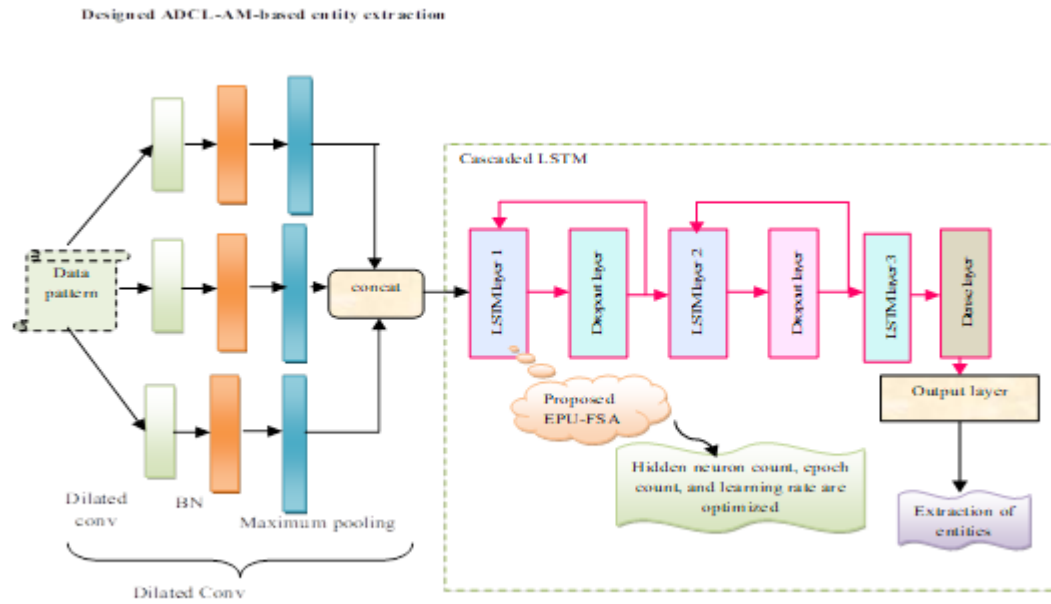 Designed ADCL-AM-based entity extraction
Data
pattern
Dilated
conv
BN
Maximum pooling
Dilated Conv
concat
Cascaded LSTM
LSTM layer 1
Dropout layer
LSTM layer 2
Dropout layer
LSTM layer 3
Dense layer
Proposed
EPU-FSA
Hidden neuron count, epoch
count, and learning rate are
optimized
Output layer
Extraction of
entities